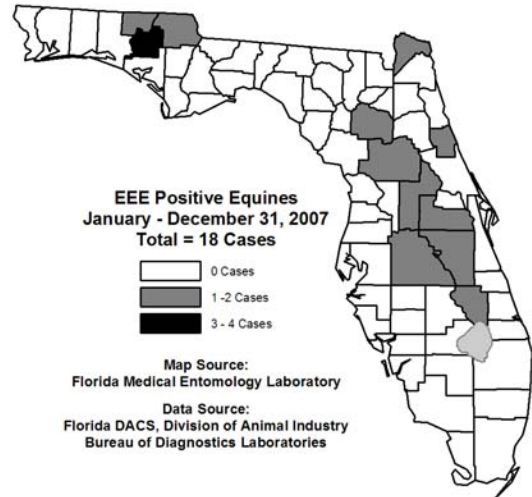 EEE Positive Equines
January - December 31, 2007
Total = 18 Cases
0 Cases
1 -2 Cases
3 - 4 Cases
Map Source:
Florida Medical Entomology Laboratory
Data Source:
Florida DACS, Division of Animal Industry
Bureau of Diagnostics Laboratories